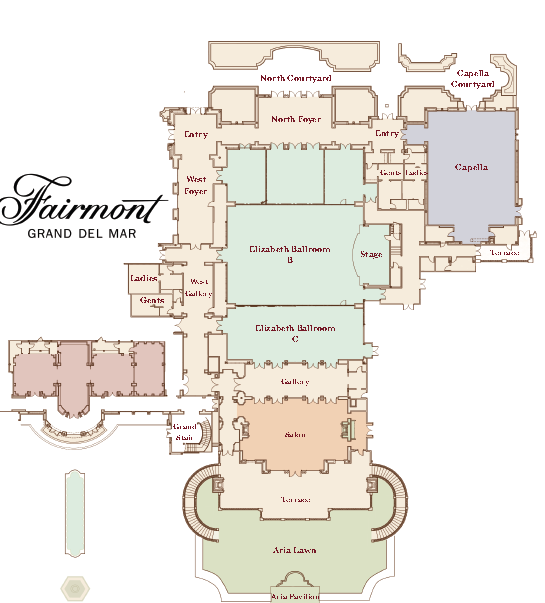 North Courtyard
Capella
Courtyard
North Foyer
Entry
Entry
Capella
Gents
Ladies
West
Foyer
Fairmont
GRAND DEL MAR
Elizabeth Ballroom
B
Stage
Terrace
Ladies
West
Gallery
Gents
Elizabeth Ballroom
C
Gallery
Grand
Stair
Salon
Terrace
Aria Lawn
Aria Pavilion